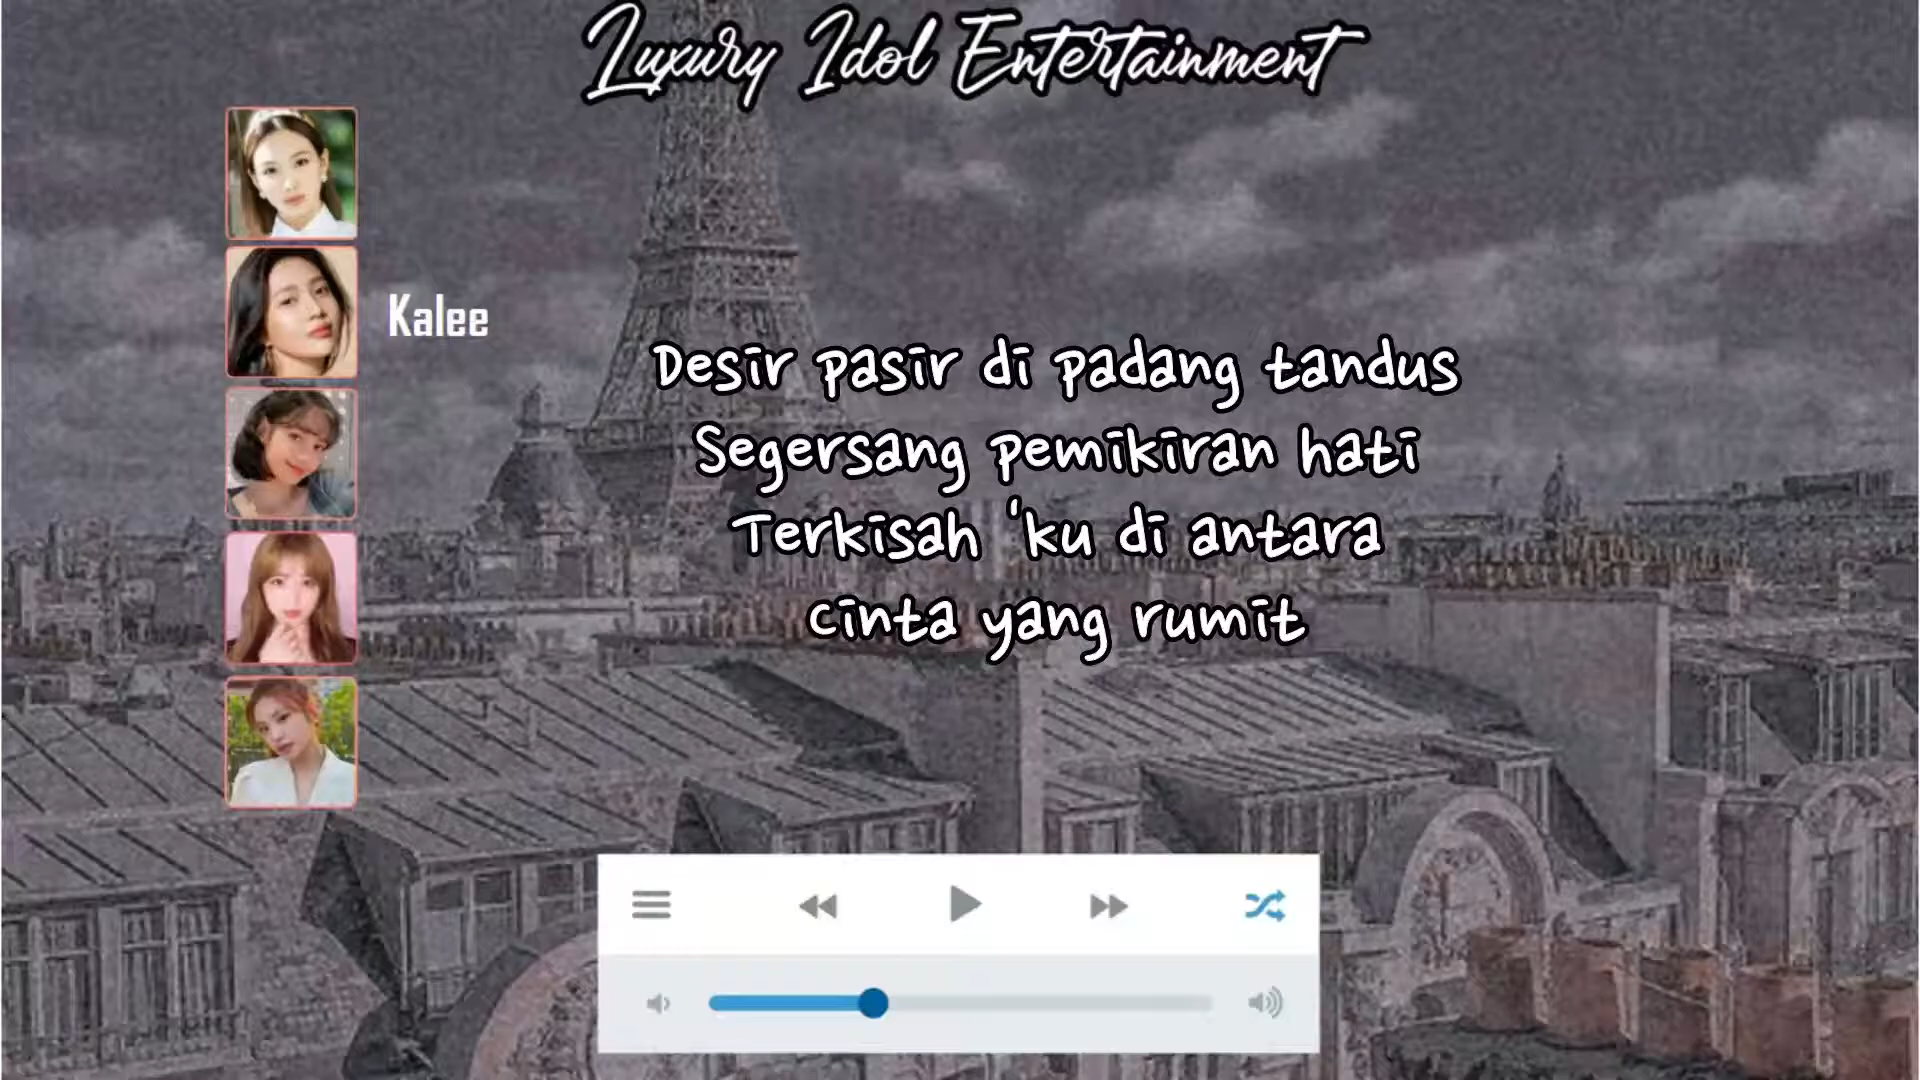 Luxury Idol Entertainment
Kalee
Desir pasir di padang tandus
Segersang pemikiran hati
Terkisah 'ku di antara
cinta yang rumit